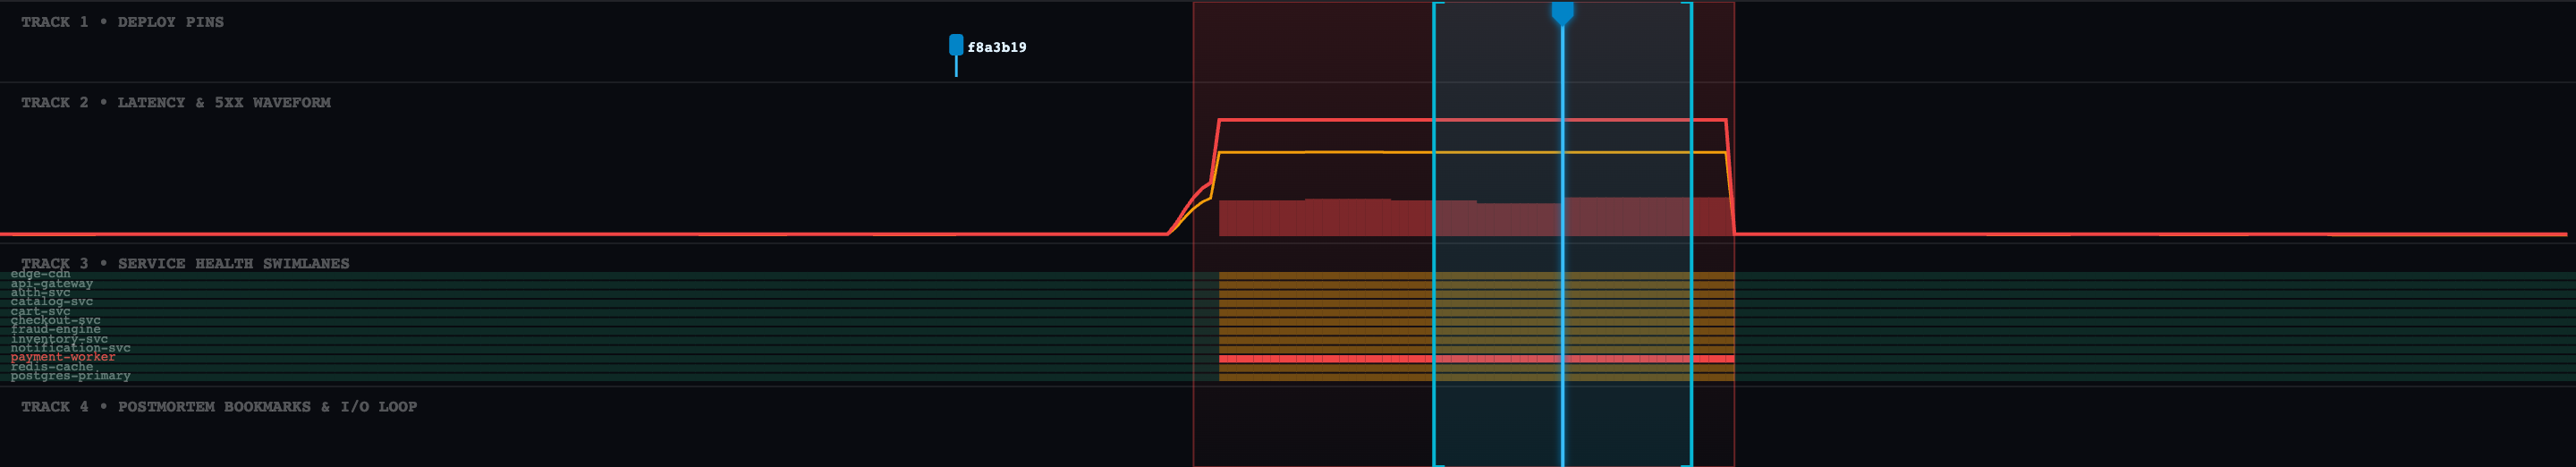 TRACK 1 • DEPLOY PINS
f8a3b19
TRACK 2 • LATENCY & 5XX WAVEFORM
TRACK 3 • SERVICE HEALTH SWIMLANES
edge-cdn
api-gateway
auth-svc
catalog-svc
cart-svc
checkout-svc
fraud-engine
inventory-svc
notification-svc
payment-worker
redis-cache
postgres-primary
TRACK 4 • POSTMORTEM BOOKMARKS & I/O LOOP